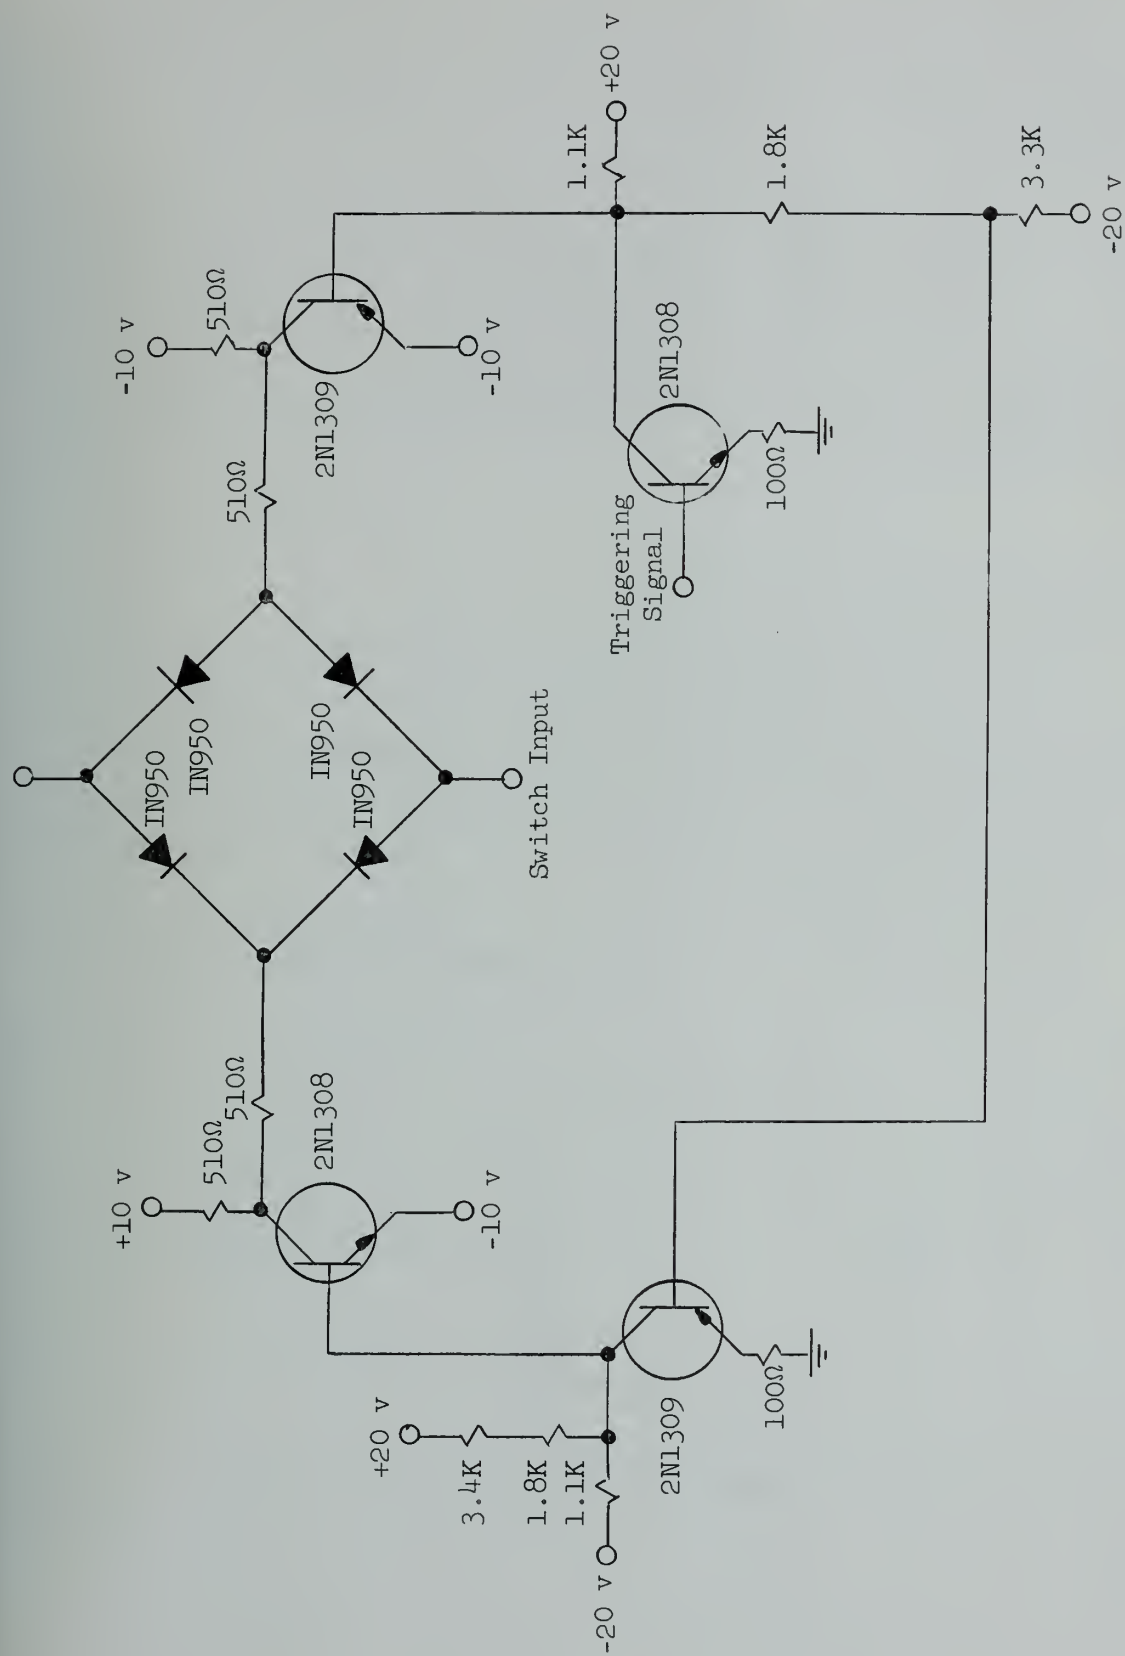 +10 v
-10 v
IN950
IN950
510Ω
510Ω
510Ω
510Ω
2N1308
IN950
IN950
2N1309
+20 v
-10 v
-10 v
3.4K
1.8K
Switch Input
1.1K
1.1K
-20 v
+20 v
Triggering
Signal
2N1309
2N1308
100Ω
100Ω
1.8K
3.3K
-20 v